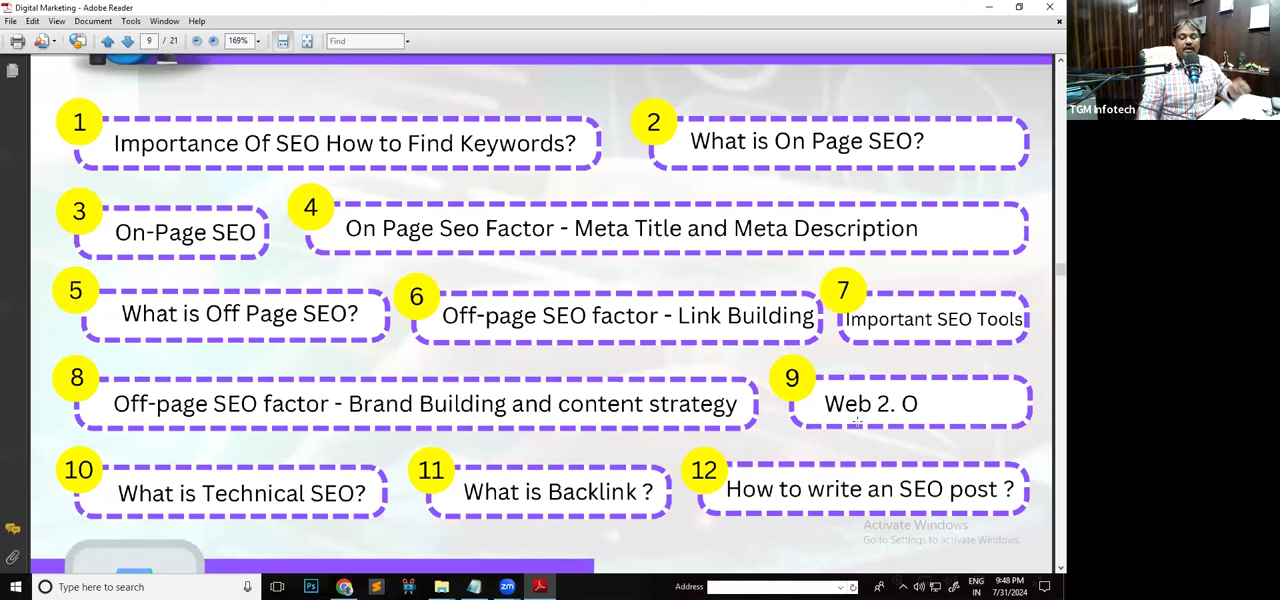 Digital Marketing - Adobe Reader
File Edit View Document Tools Window Help
9 / 21 169% Find
TGM Infotech
1 Importance Of SEO How to Find Keywords?
2 What is On Page SEO?
3 On-Page SEO
4 On Page Seo Factor - Meta Title and Meta Description
5 What is Off Page SEO?
6 Off-page SEO factor - Link Building
7 Important SEO Tools
8 Off-page SEO factor - Brand Building and content strategy
9 Web 2. O
10 What is Technical SEO?
11 What is Backlink ?
12 How to write an SEO post ?
Activate Windows
Go to Settings to activate Windows.
Type here to search
Ps
zm
Address
ENG
IN
9:48 PM
7/31/2024